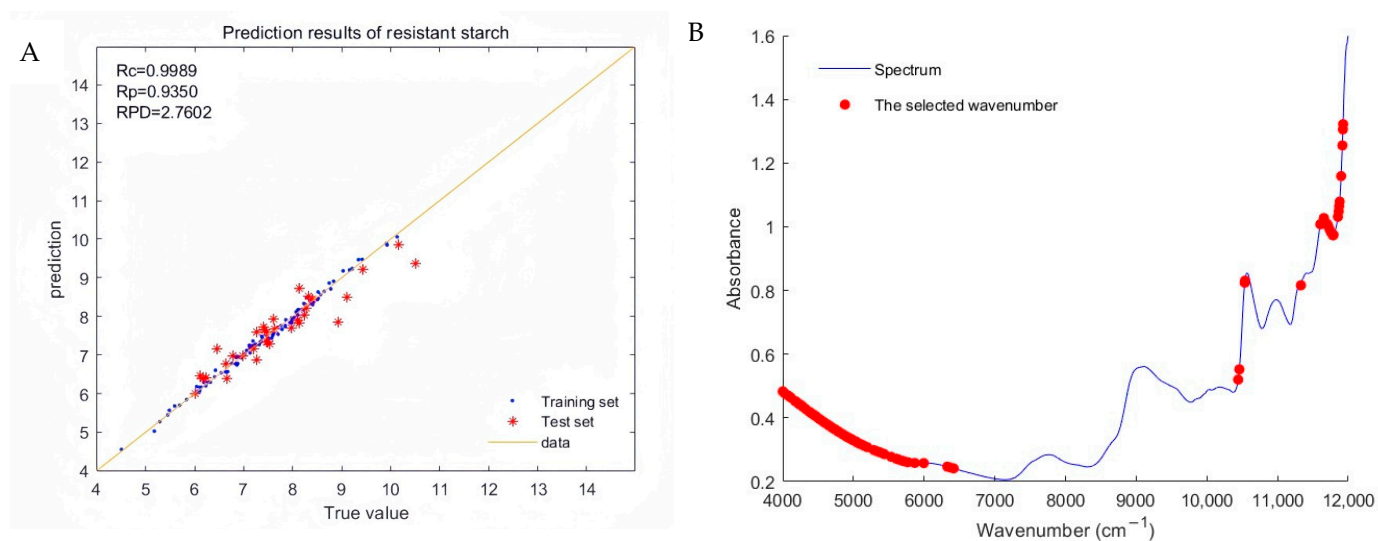 A
Prediction results of resistant starch
Rc=0.9989
Rp=0.9350
RPD=2.7602
14
13
12
11
10
9
8
7
6
5
4
prediction
4 5 6 7 8 9 10 11 12 13 14
True value
Training set
Test set
data
B
1.6
1.4
1.2
1
0.8
0.6
0.4
0.2
Absorbance
Spectrum
The selected wavenumber
4000 5000 6000 7000 8000 9000 10,000 11,000 12,000
Wavenumber (cm⁻¹)